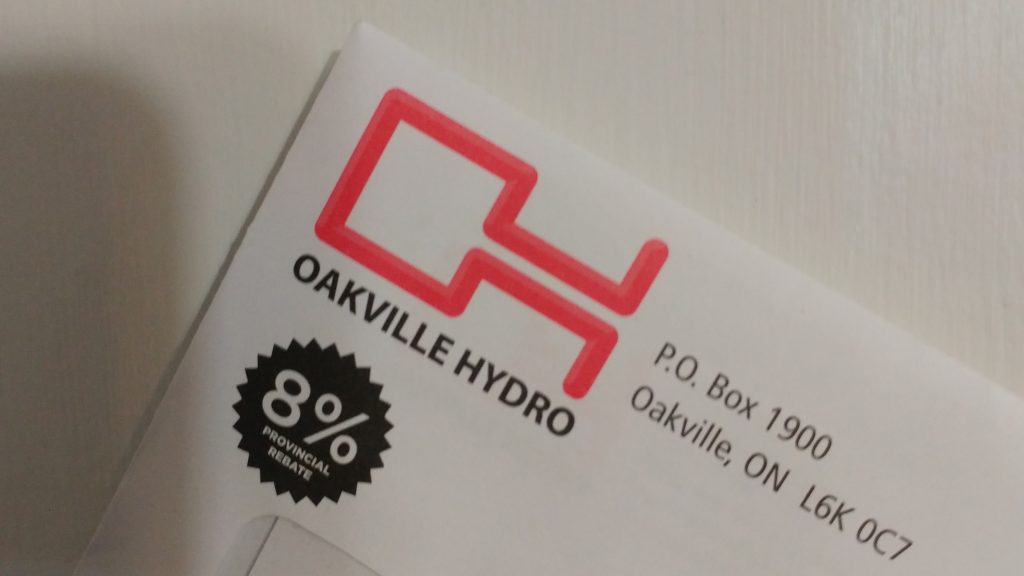 OAKVILLE HYDRO
P.O. Box 1900
Oakville, ON L6K 0C7
8%
PROVINCIAL
REBATE